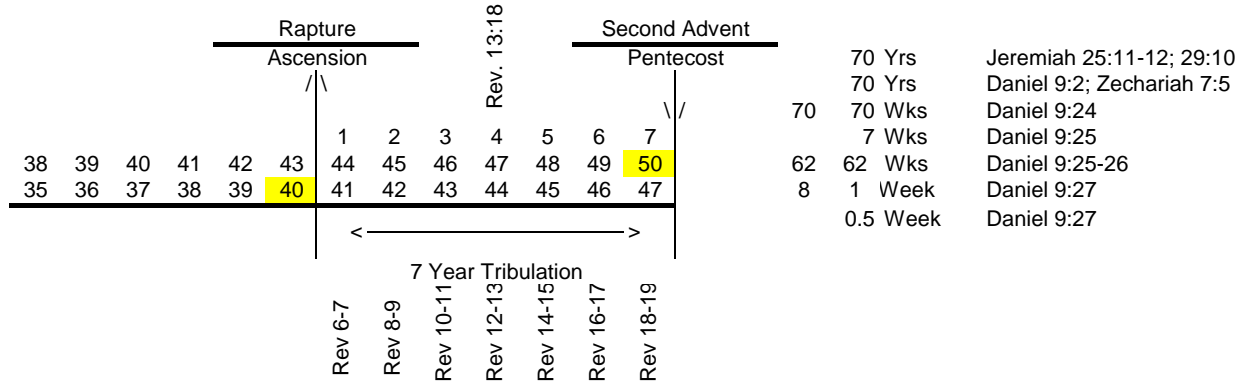 Rapture Rev. 13:18 Second Advent
Ascension Pentecost 70 Yrs Jeremiah 25:11-12; 29:10
/ \ 70 Yrs Daniel 9:2; Zechariah 7:5
\ / 70 70 Wks Daniel 9:24
1 2 3 4 5 6 7 7 Wks Daniel 9:25
38 39 40 41 42 43 44 45 46 47 48 49 50 62 62 Wks Daniel 9:25-26
35 36 37 38 39 40 41 42 43 44 45 46 47 8 1 Week Daniel 9:27
< > 0.5 Week Daniel 9:27
7 Year Tribulation
Rev 6-7 Rev 8-9 Rev 10-11 Rev 12-13 Rev 14-15 Rev 16-17 Rev 18-19